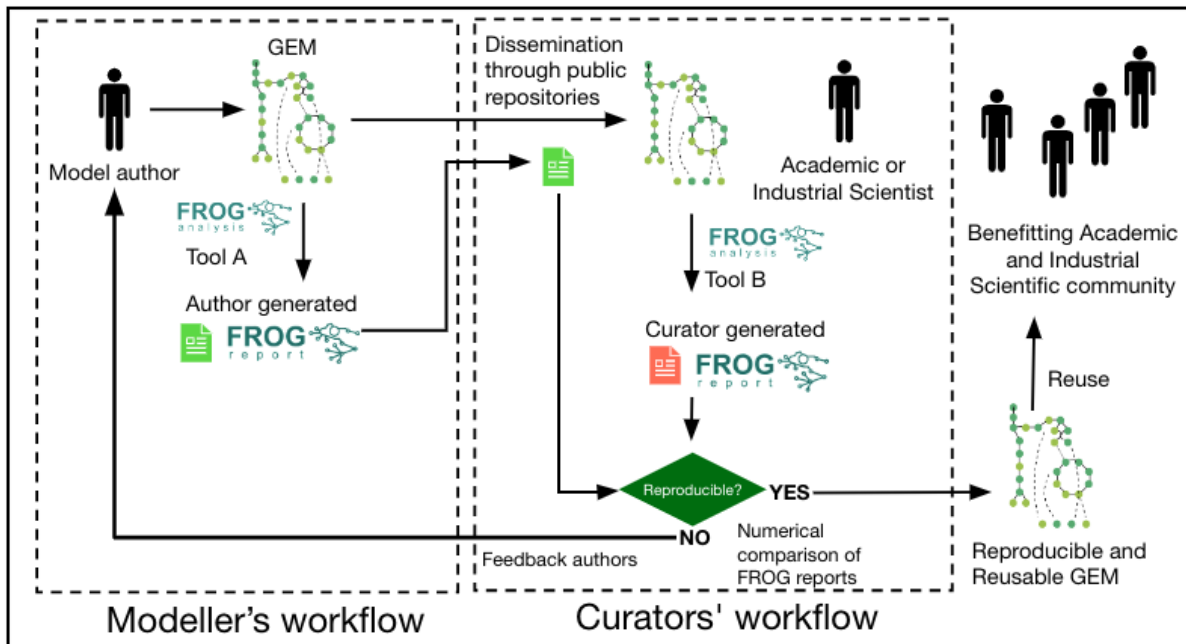 GEM
Model author
FROG
analysis
Tool A
Author generated
FROG
report
Modeller's workflow
Dissemination
through public
repositories
Academic or
Industrial Scientist
FROG
analysis
Tool B
Curator generated
FROG
report
Reproducible?
YES
NO
Feedback authors
Numerical
comparison of
FROG reports
Curators' workflow
Benefitting Academic
and Industrial
Scientific community
Reuse
Reproducible and
Reusable GEM